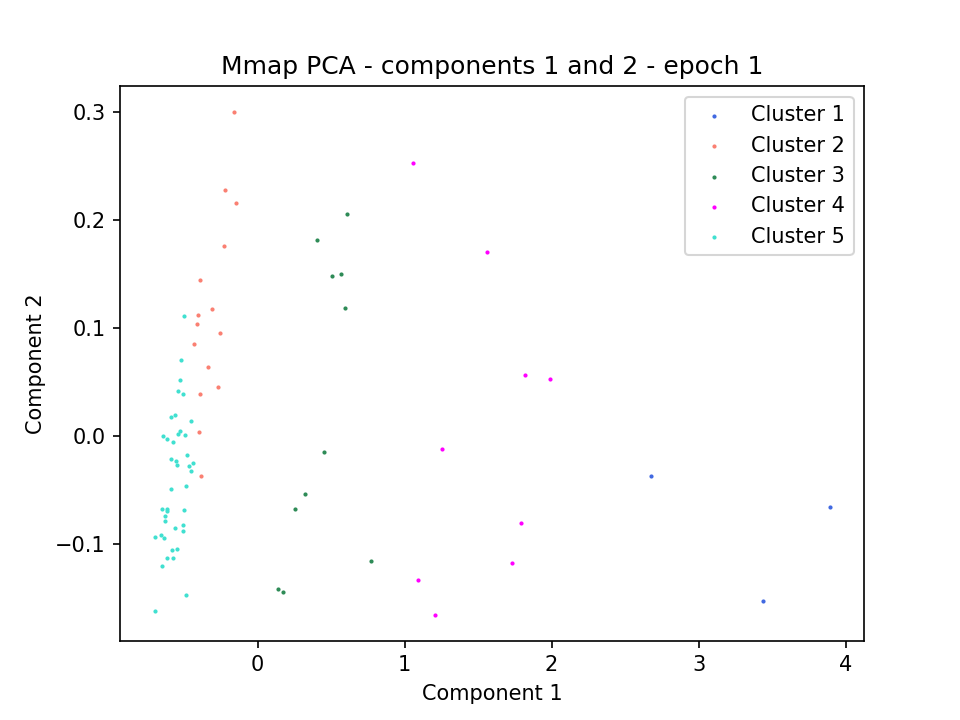 Mmap PCA - components 1 and 2 - epoch 1
Cluster 1
Cluster 2
Cluster 3
Cluster 4
Cluster 5
0.3
0.2
0.1
0.0
−0.1
Component 2
0 1 2 3 4
Component 1